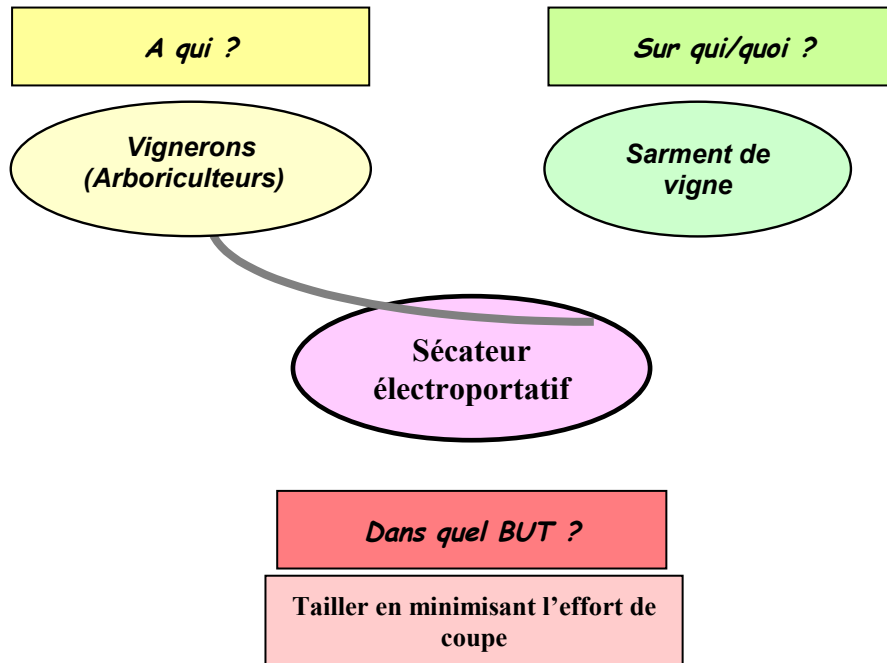 A qui ?
Sur qui/quoi ?
Vignerons
(Arboriculteurs)
Sarment de
vigne
Sécateur
électroportatif
Dans quel BUT ?
Tailler en minimisant l’effort de
coupe